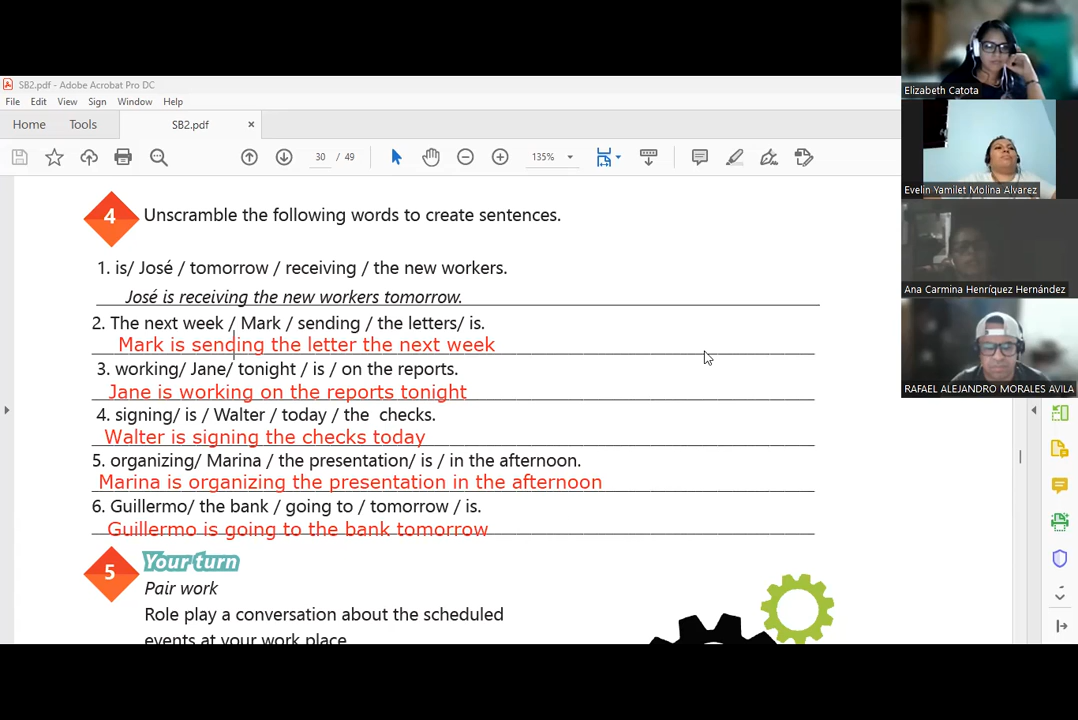 SB2.pdf - Adobe Acrobat Pro DC
File Edit View Sign Window Help
Home Tools SB2.pdf ×
30 / 49 135%
4 Unscramble the following words to create sentences.
1. is/ José / tomorrow / receiving / the new workers.
José is receiving the new workers tomorrow.
2. The next week / Mark / sending / the letters/ is.
Mark is sending the letter the next week
3. working/ Jane/ tonight / is / on the reports.
Jane is working on the reports tonight
4. signing/ is / Walter / today / the checks.
Walter is signing the checks today
5. organizing/ Marina / the presentation/ is / in the afternoon.
Marina is organizing the presentation in the afternoon
6. Guillermo/ the bank / going to / tomorrow / is.
Guillermo is going to the bank tomorrow
5 Your turn
Pair work
Role play a conversation about the scheduled
events at your work place
Elizabeth Catota
Evelin Yamilet Molina Alvarez
Ana Carmina Henríquez Hernández
RAFAEL ALEJANDRO MORALES AVILA